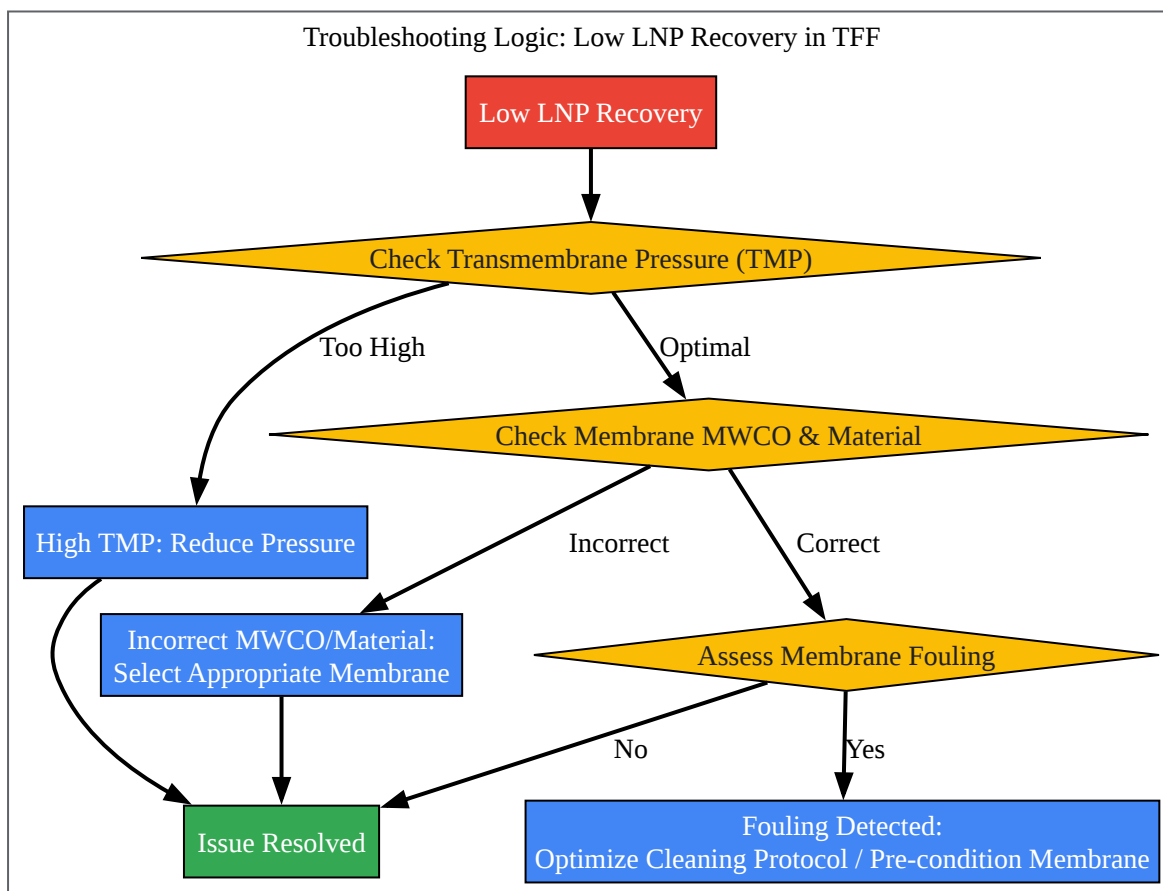 Troubleshooting Logic: Low LNP Recovery in TFF
Low LNP Recovery
Check Transmembrane Pressure (TMP)
Too High
Optimal
Check Membrane MWCO & Material
High TMP: Reduce Pressure
Incorrect
Correct
Incorrect MWCO/Material:
Select Appropriate Membrane
Assess Membrane Fouling
No
Yes
Issue Resolved
Fouling Detected:
Optimize Cleaning Protocol / Pre-condition Membrane